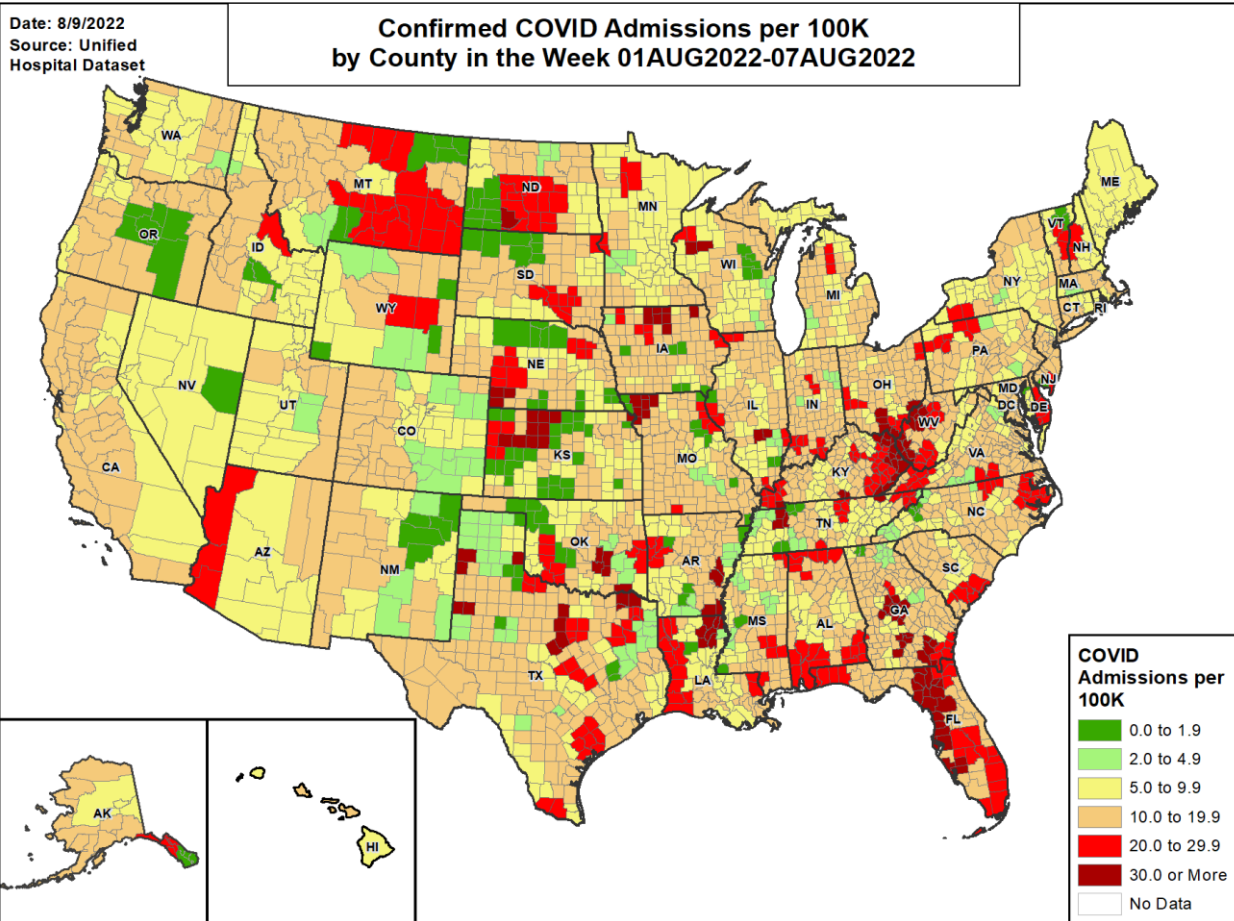 Date: 8/9/2022
Source: Unified
Hospital Dataset
Confirmed COVID Admissions per 100K
by County in the Week 01AUG2022-07AUG2022
WA
MT
ND
MN
ME
OR
ID
SD
WI
VT
NH
NY
MA
MI
CT
RI
WY
IA
PA
NE
NJ
OH
MD
DE
DC
NV
UT
IL
IN
WV
CO
VA
CA
KS
MO
KY
NC
TN
AZ
OK
NM
AR
SC
GA
MS
AL
TX
LA
FL
AK
HI
COVID
Admissions per
100K
0.0 to 1.9
2.0 to 4.9
5.0 to 9.9
10.0 to 19.9
20.0 to 29.9
30.0 or More
No Data